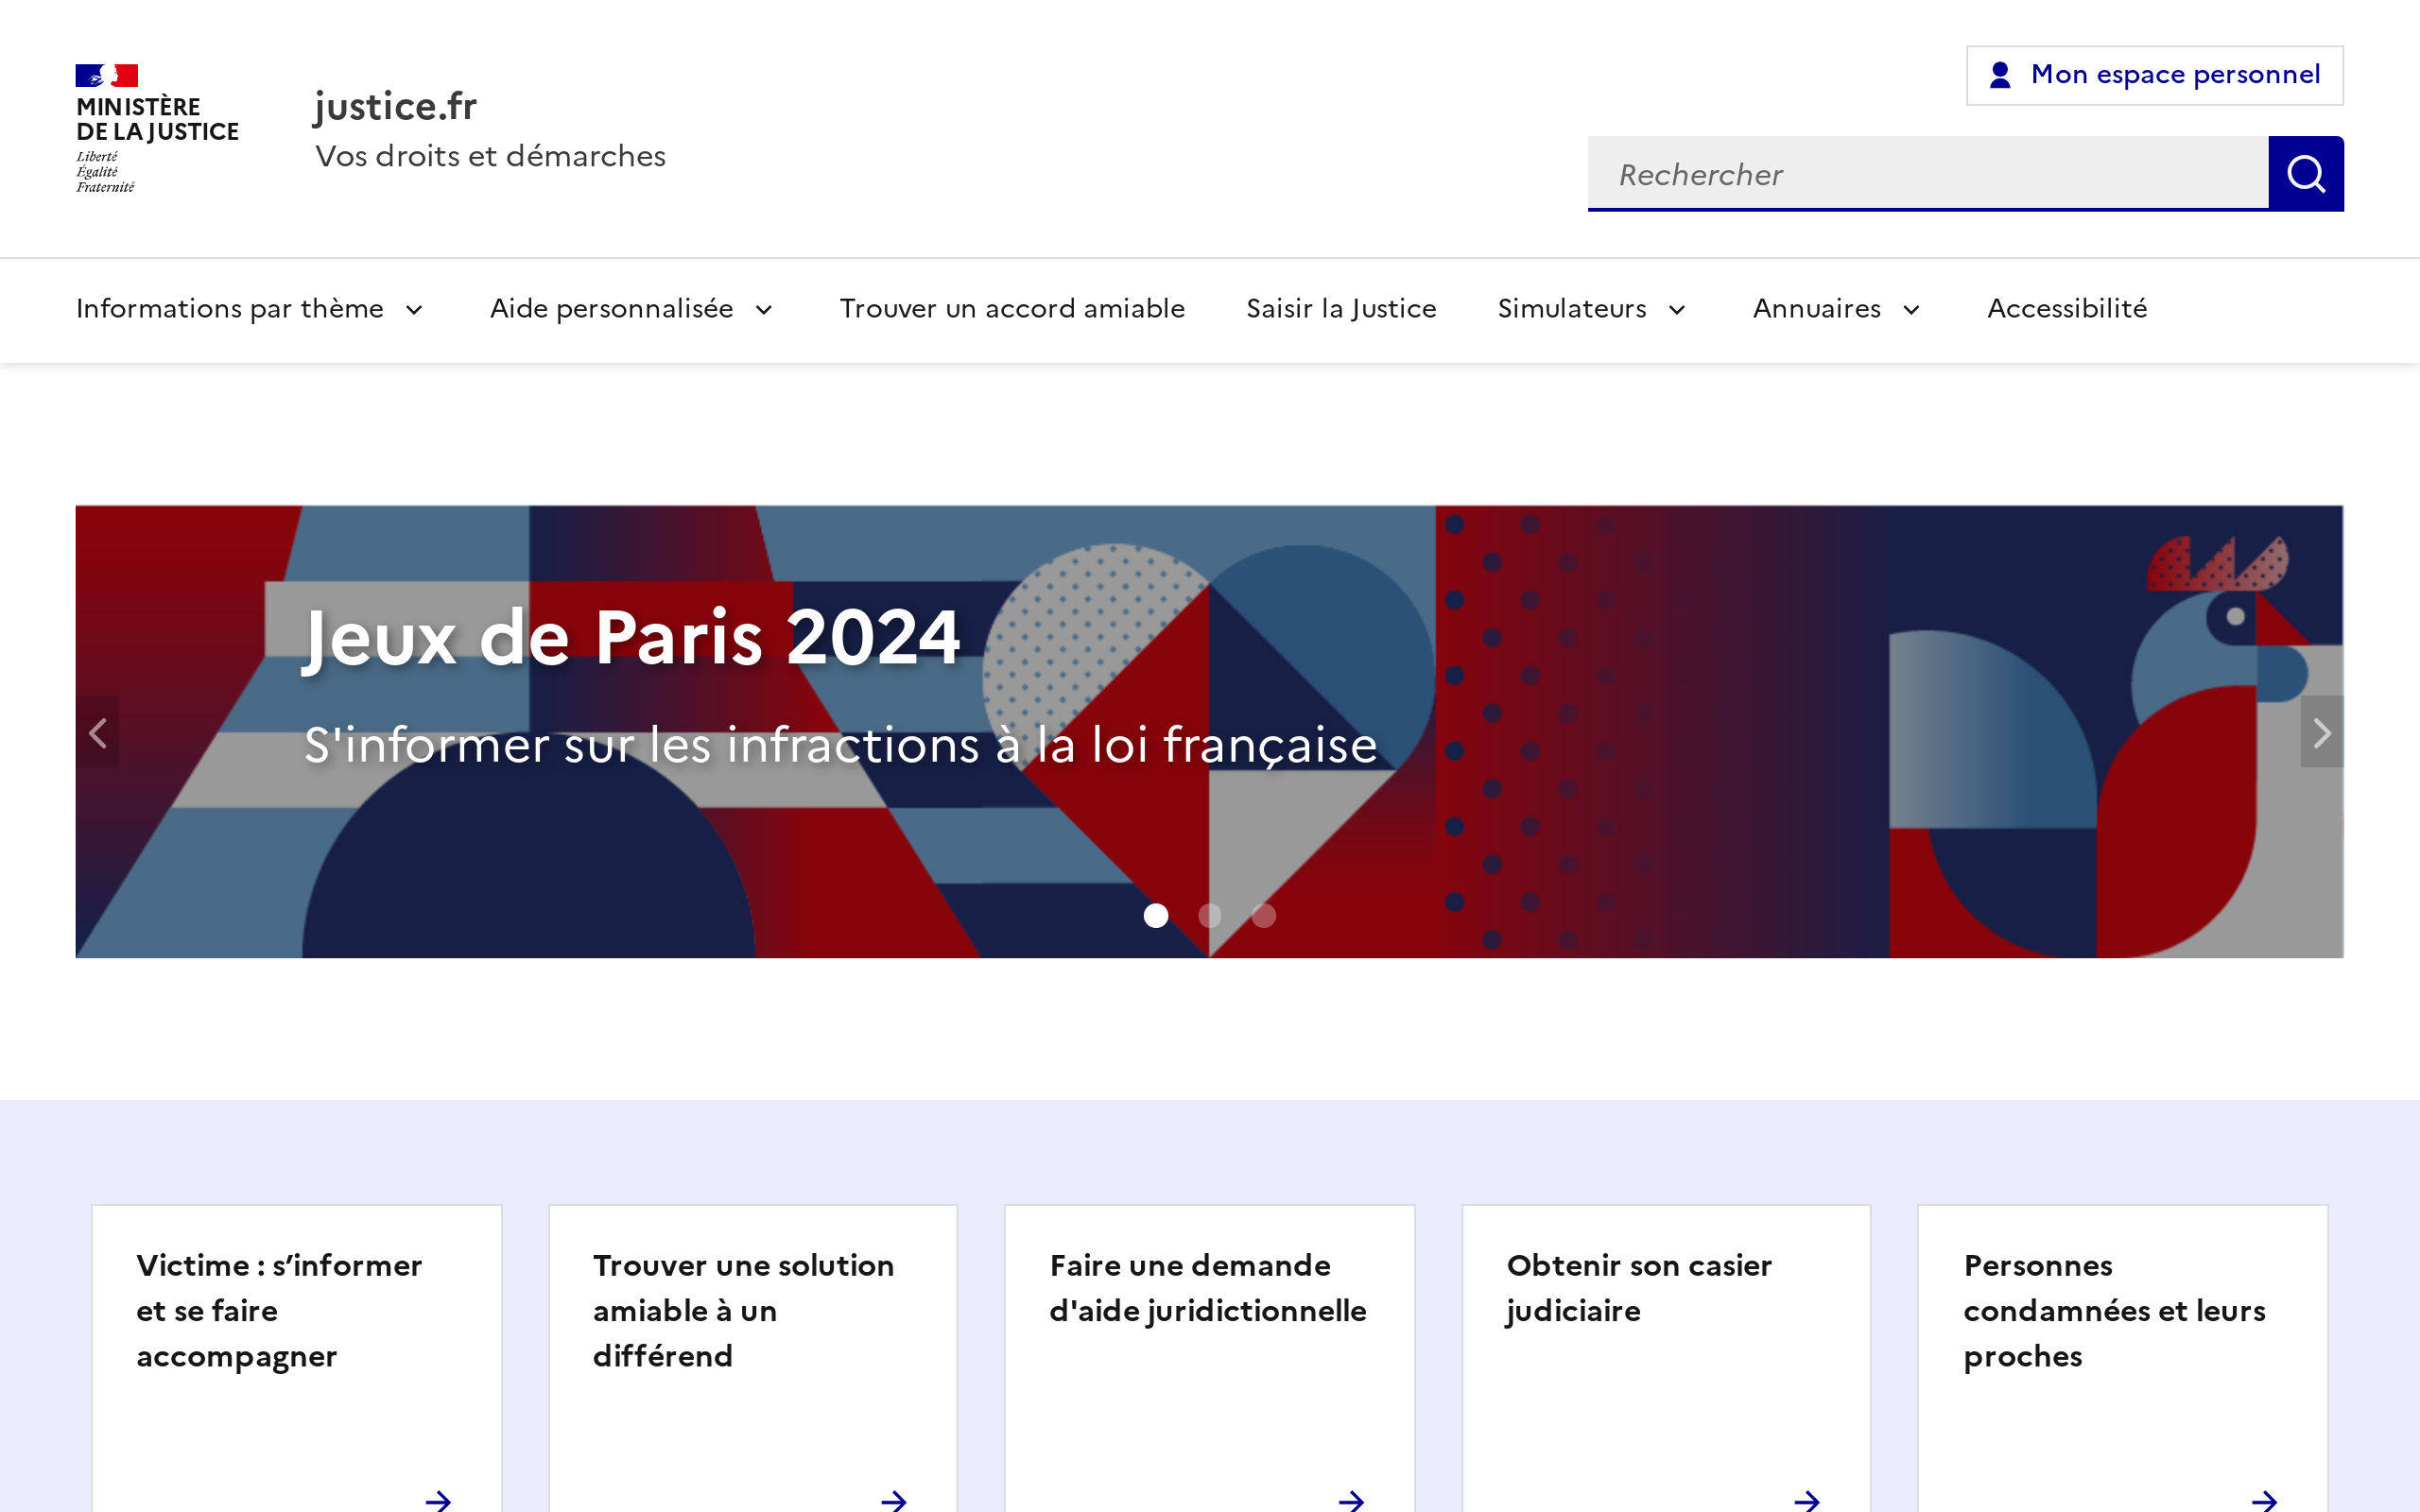 MINISTÈRE
DE LA JUSTICE
Liberté
Égalité
Fraternité
justice.fr
Vos droits et démarches
Mon espace personnel
Rechercher
Informations par thème
Aide personnalisée
Trouver un accord amiable
Saisir la Justice
Simulateurs
Annuaires
Accessibilité
Jeux de Paris 2024
S'informer sur les infractions à la loi française
Victime : s’informer
et se faire
accompagner
Trouver une solution
amiable à un
différend
Faire une demande
d'aide juridictionnelle
Obtenir son casier
judiciaire
Personnes
condamnées et leurs
proches